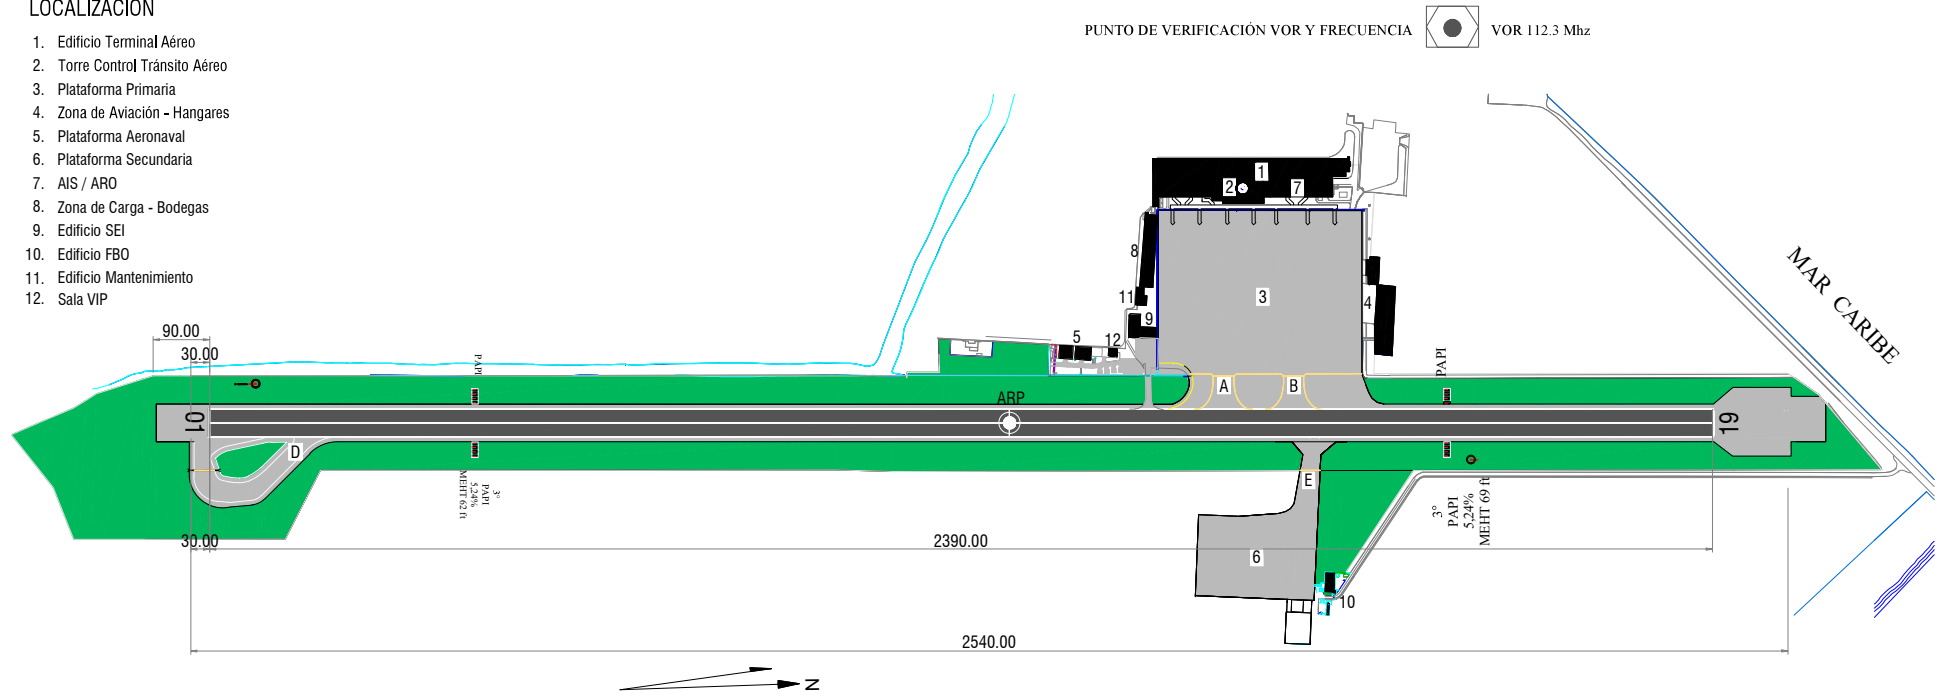 LOCALIZACIÓN
1. Edificio Terminal Aéreo
2. Torre Control Tránsito Aéreo
3. Plataforma Primaria
4. Zona de Aviación - Hangares
5. Plataforma Aeronaval
6. Plataforma Secundaria
7. AIS / ARO
8. Zona de Carga - Bodegas
9. Edificio SEI
10. Edificio FBO
11. Edificio Mantenimiento
12. Sala VIP
PUNTO DE VERIFICACIÓN VOR Y FRECUENCIA
VOR 112.3 Mhz
MAR CARIBE
1
2
7
8
3
11
9
4
5
12
90.00
30.00
PAPI
PAPI
A
B
ARP
01
19
D
E
3°
PAPI
5,24%
MEHT 62 ft
3°
PAPI
5,24%
MEHT 69 ft
30.00
2390.00
6
10
2540.00
N